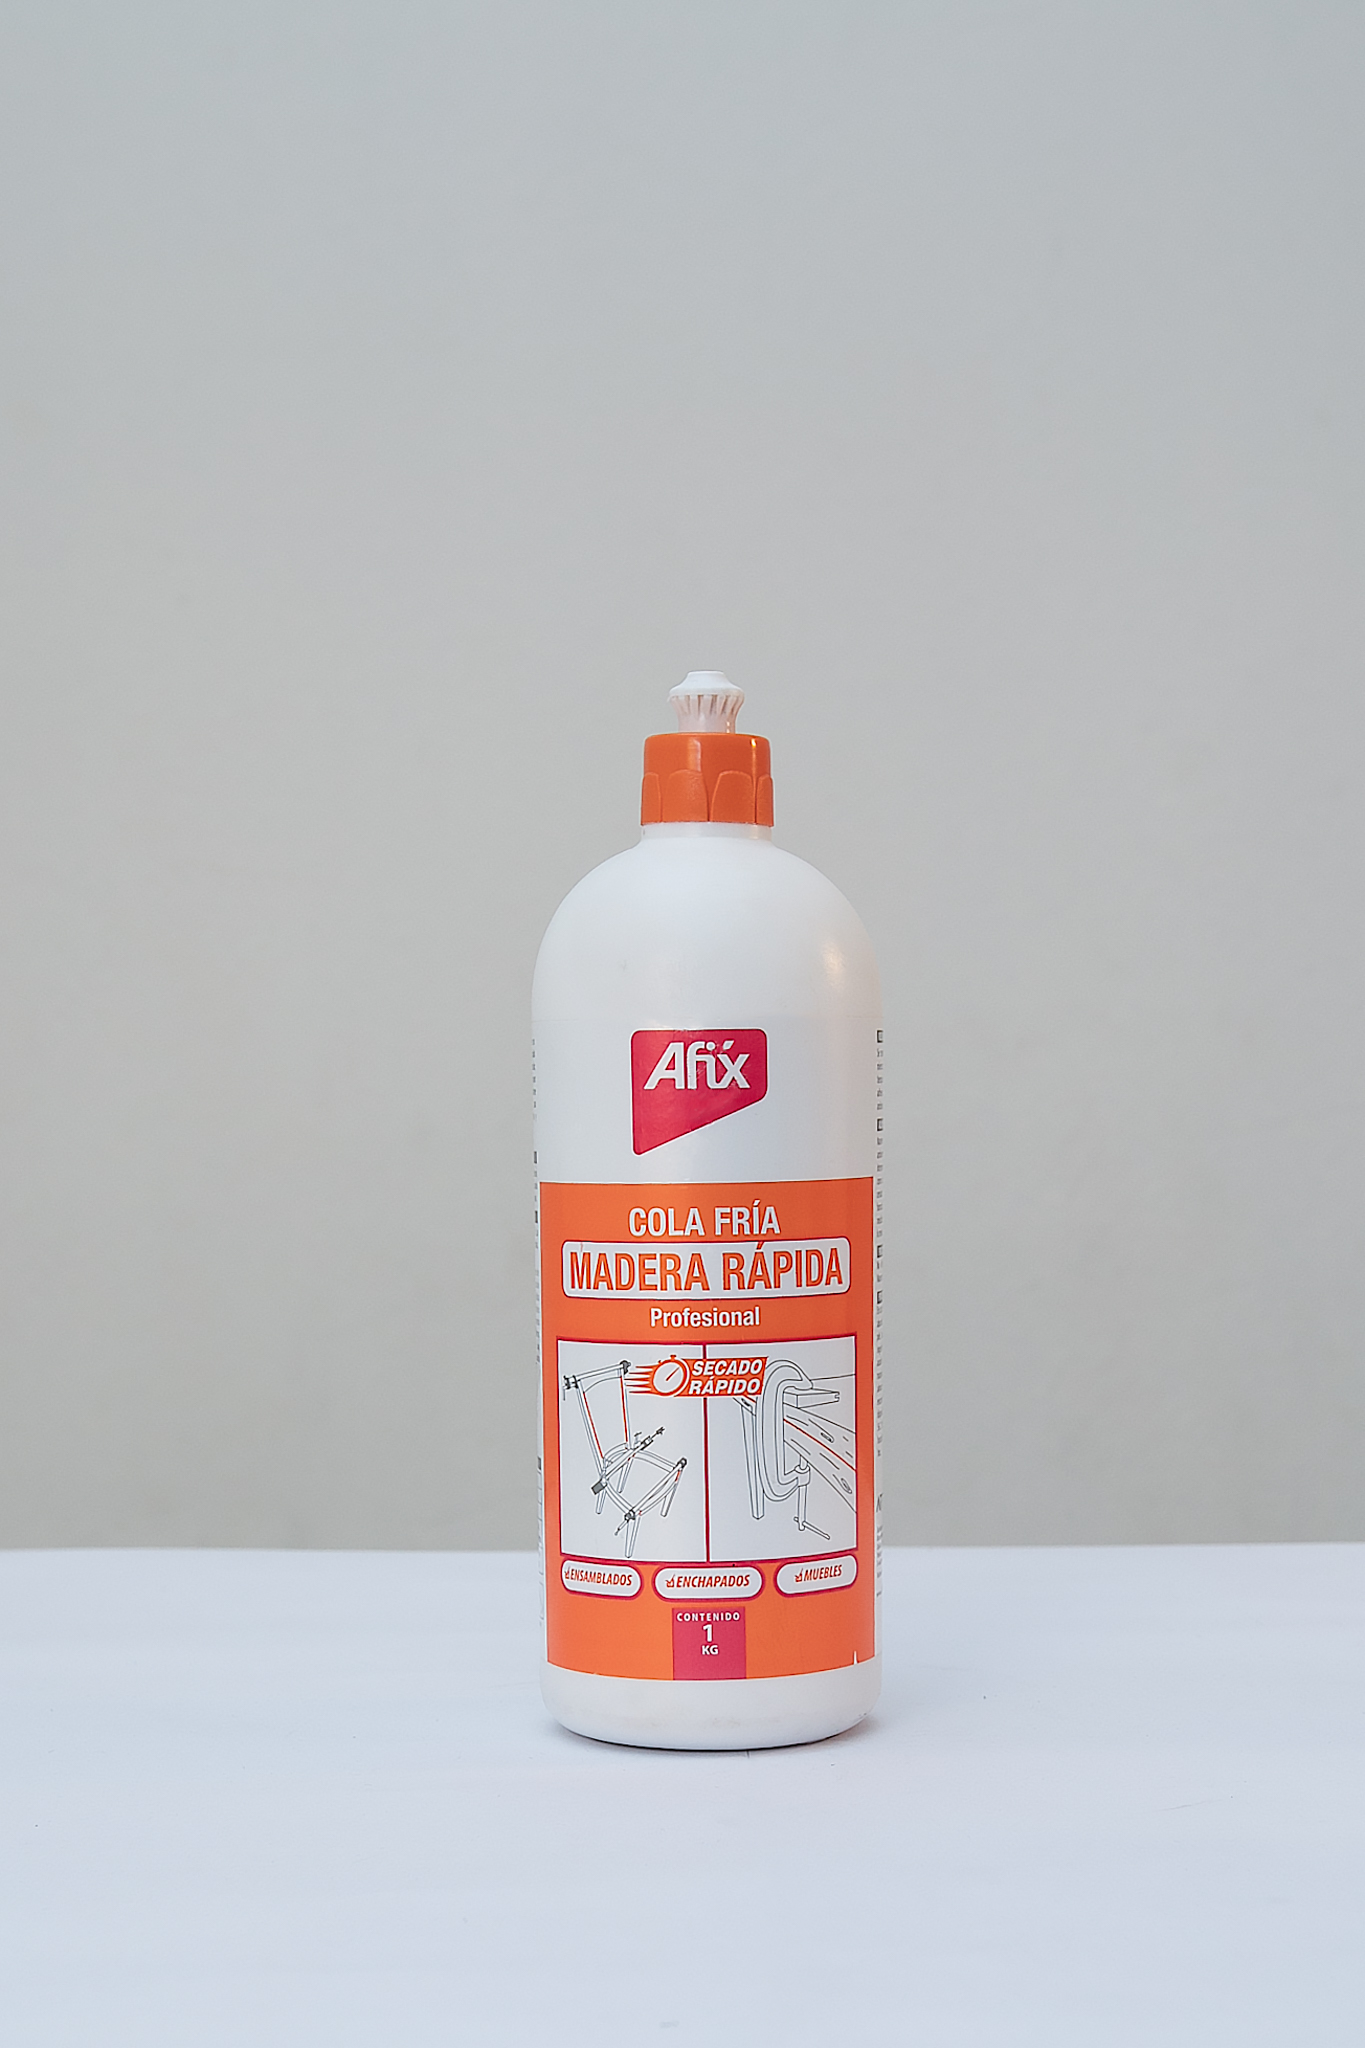 Afix
COLA FRÍA
MADERA RÁPIDA
Profesional
SECADO
RÁPIDO
ENSAMBLADOS
ENCHAPADOS
MUEBLES
CONTENIDO
1
KG